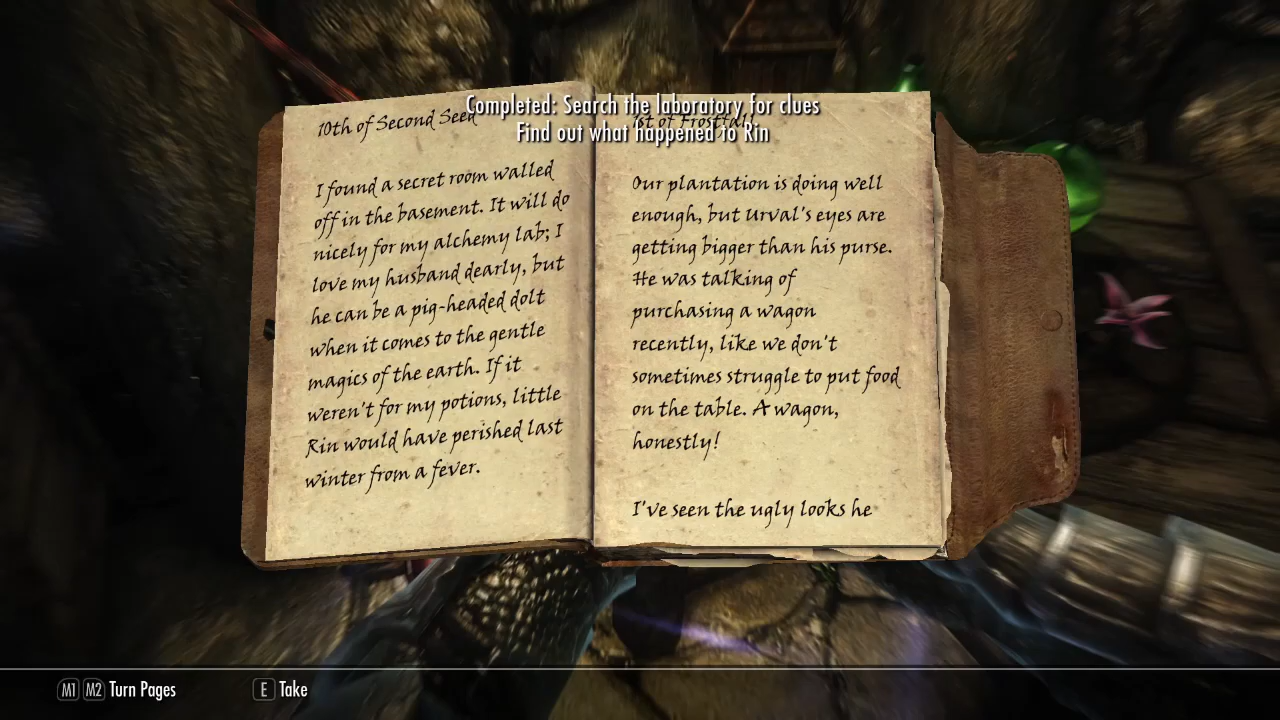 Completed: Search the laboratory for clues
Find out what happened to Rin
10th of Second Seed
I found a secret room walled
off in the basement. It will do
nicely for my alchemy lab; I
love my husband dearly, but
he can be a pig-headed dolt
when it comes to the gentle
magics of the earth. If it
weren't for my potions, little
Rin would have perished last
winter from a fever.
1st of Frostfall
Our plantation is doing well
enough, but Urval's eyes are
getting bigger than his purse.
He was talking of
purchasing a wagon
recently, like we don't
sometimes struggle to put food
on the table. A wagon,
honestly!
I've seen the ugly looks he
M1 M2 Turn Pages
E Take